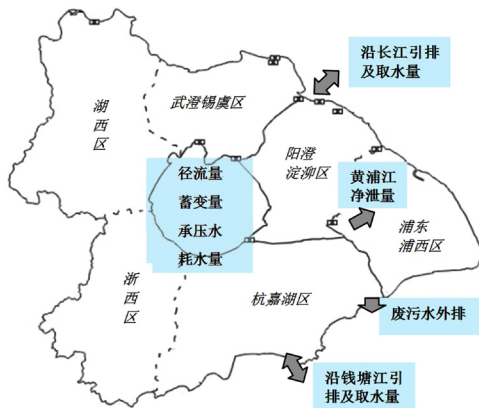 沿长江引排
及取水量
武澄锡虞区
湖
西
区
阳澄
淀泖区
径流量
蓄变量
承压水
耗水量
黄浦江
净泄量
浦东
浦西区
浙
西
区
杭嘉湖区
废污水外排
沿钱塘江引
排及取水量